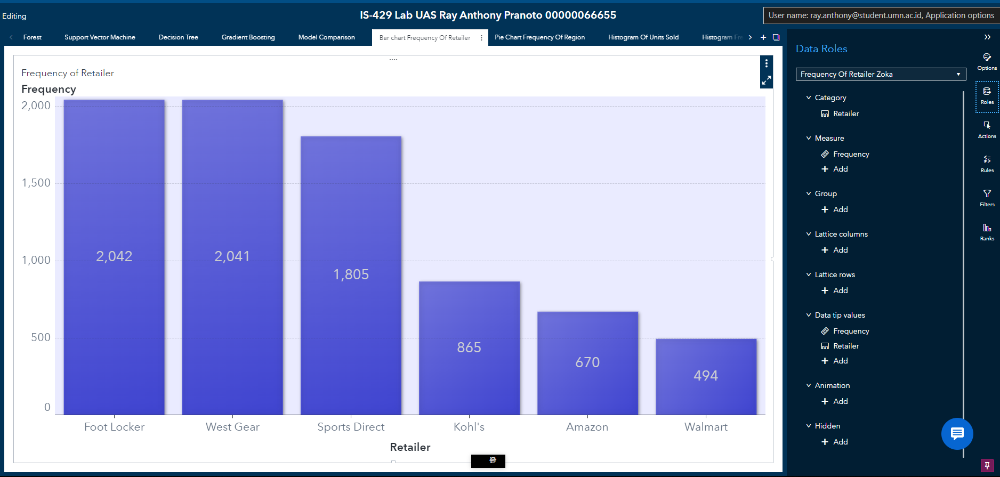 Editing
IS-429 Lab UAS Ray Anthony Pranoto 00000066655
User name: ray.anthony@student.umn.ac.id, Application options
Forest
Support Vector Machine
Decision Tree
Gradient Boosting
Model Comparison
Bar chart Frequency Of Retailer
Pie Chart Frequency Of Region
Histogram Of Units Sold
Histogram Fre
Frequency of Retailer
Frequency
2,000
1,500
1,000
500
0
2,042
2,041
1,805
865
670
494
Foot Locker
West Gear
Sports Direct
Kohl's
Amazon
Walmart
Retailer
Data Roles
Frequency Of Retailer Zoka
Category
Retailer
Measure
Frequency
Add
Group
Add
Lattice columns
Add
Lattice rows
Add
Data tip values
Frequency
Retailer
Add
Animation
Add
Hidden
Add
Options
Roles
Actions
Rules
Filters
Ranks